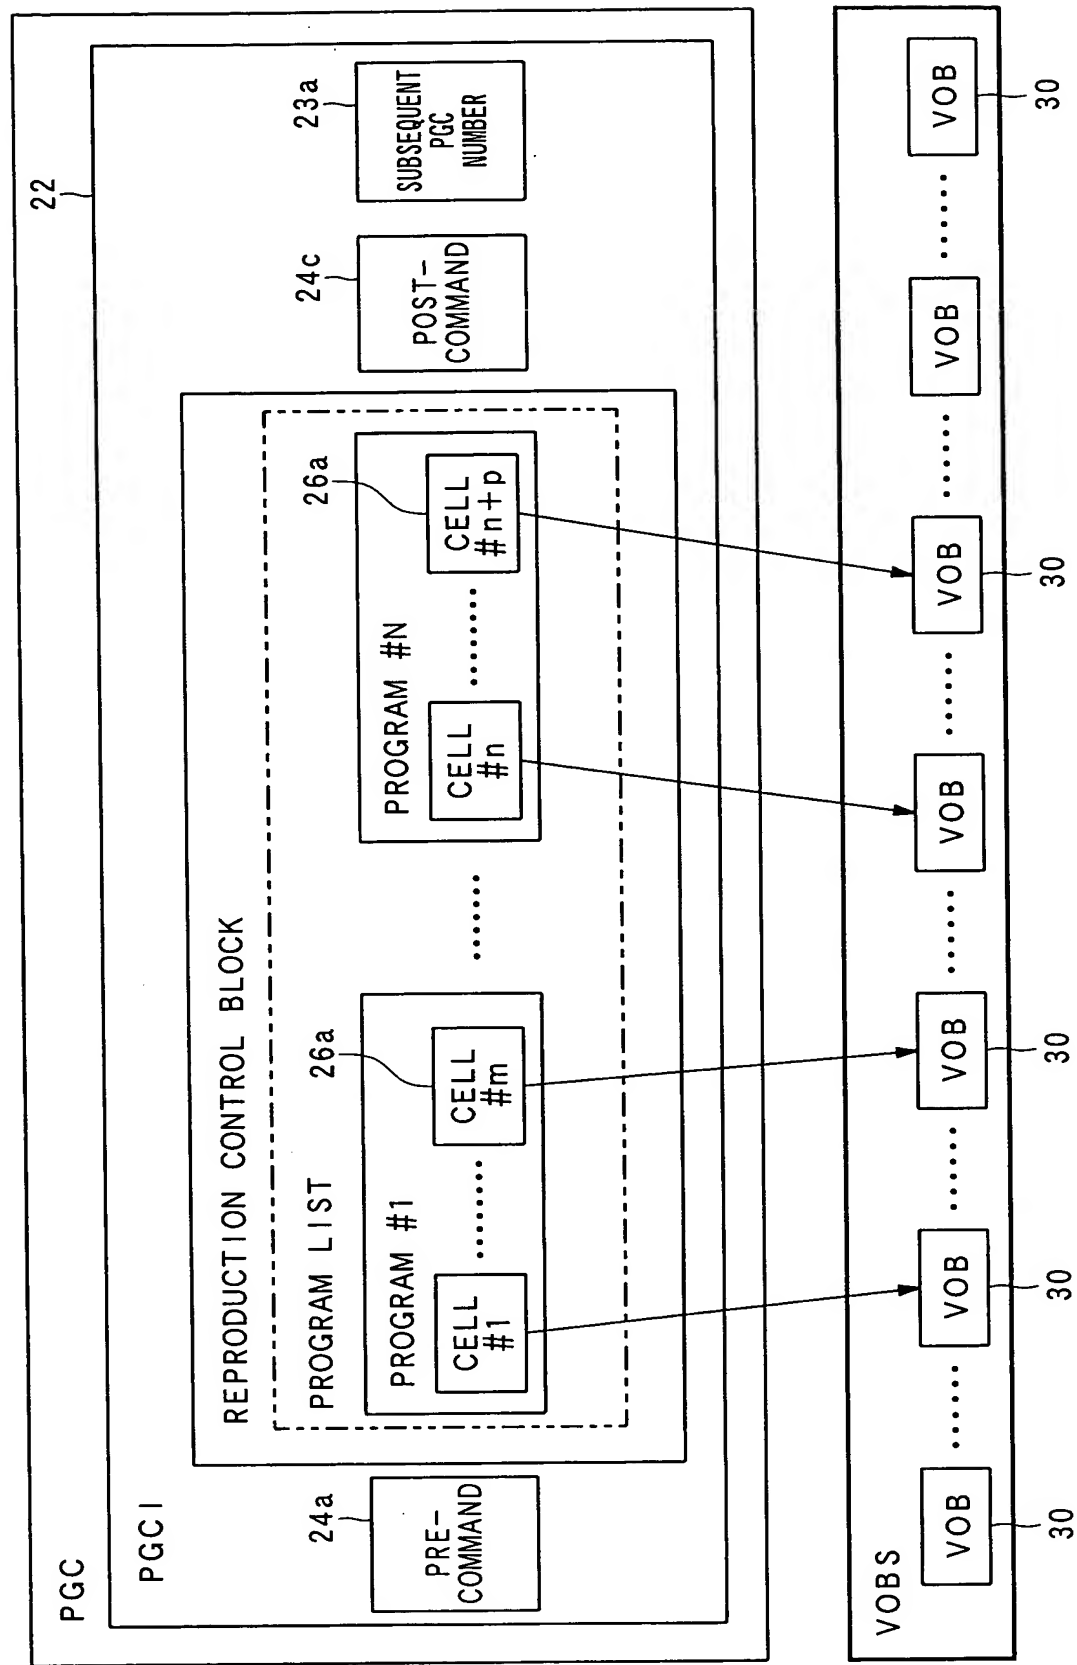 PGC
22
PGCI
24a
PRE-
COMMAND
REPRODUCTION CONTROL BLOCK
PROGRAM LIST
PROGRAM #1
CELL
#1
........
26a
CELL
#m
.......
PROGRAM #N
CELL
#n
........
26a
CELL
#n+p
24c
POST-
COMMAND
23a
SUBSEQUENT
PGC
NUMBER
VOBS
VOB ...... VOB ...... VOB ...... VOB ...... VOB ...... VOB ...... VOB
30 30 30 30 30